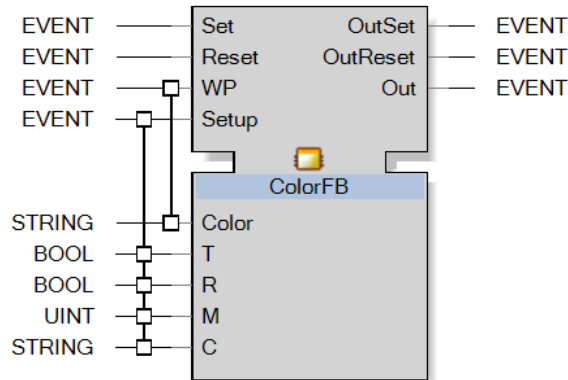 EVENT Set OutSet EVENT
EVENT Reset OutReset EVENT
EVENT WP Out EVENT
EVENT Setup
ColorFB
STRING Color
BOOL T
BOOL R
UINT M
STRING C